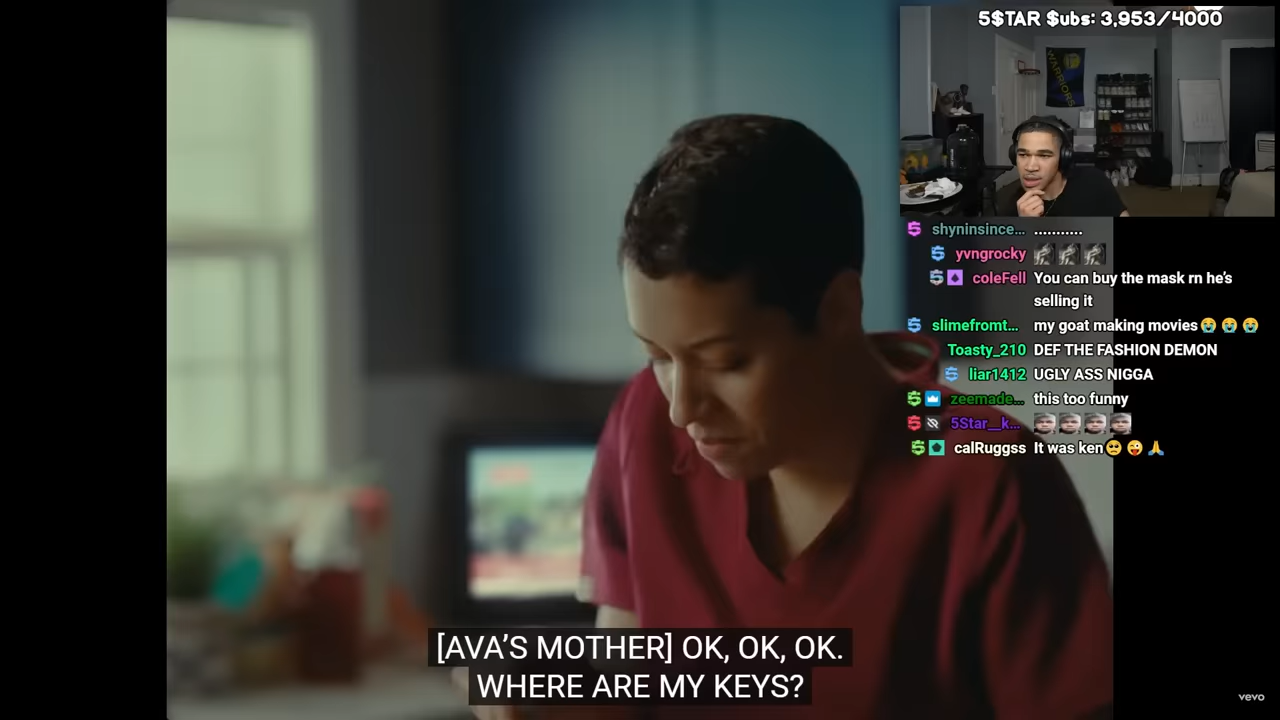 5$TAR $ubs: 3,953/4000
WARRIORS
shyninsince... ...........
yvngrocky
coleFell You can buy the mask rn he's
selling it
slimefromt... my goat making movies😭😭😭
Toasty_210 DEF THE FASHION DEMON
liar1412 UGLY ASS NIGGA
zeemade... this too funny
5Star__k...
calRuggss It was ken🥺😜🙏
[AVA'S MOTHER] OK, OK, OK.
WHERE ARE MY KEYS?
vevo